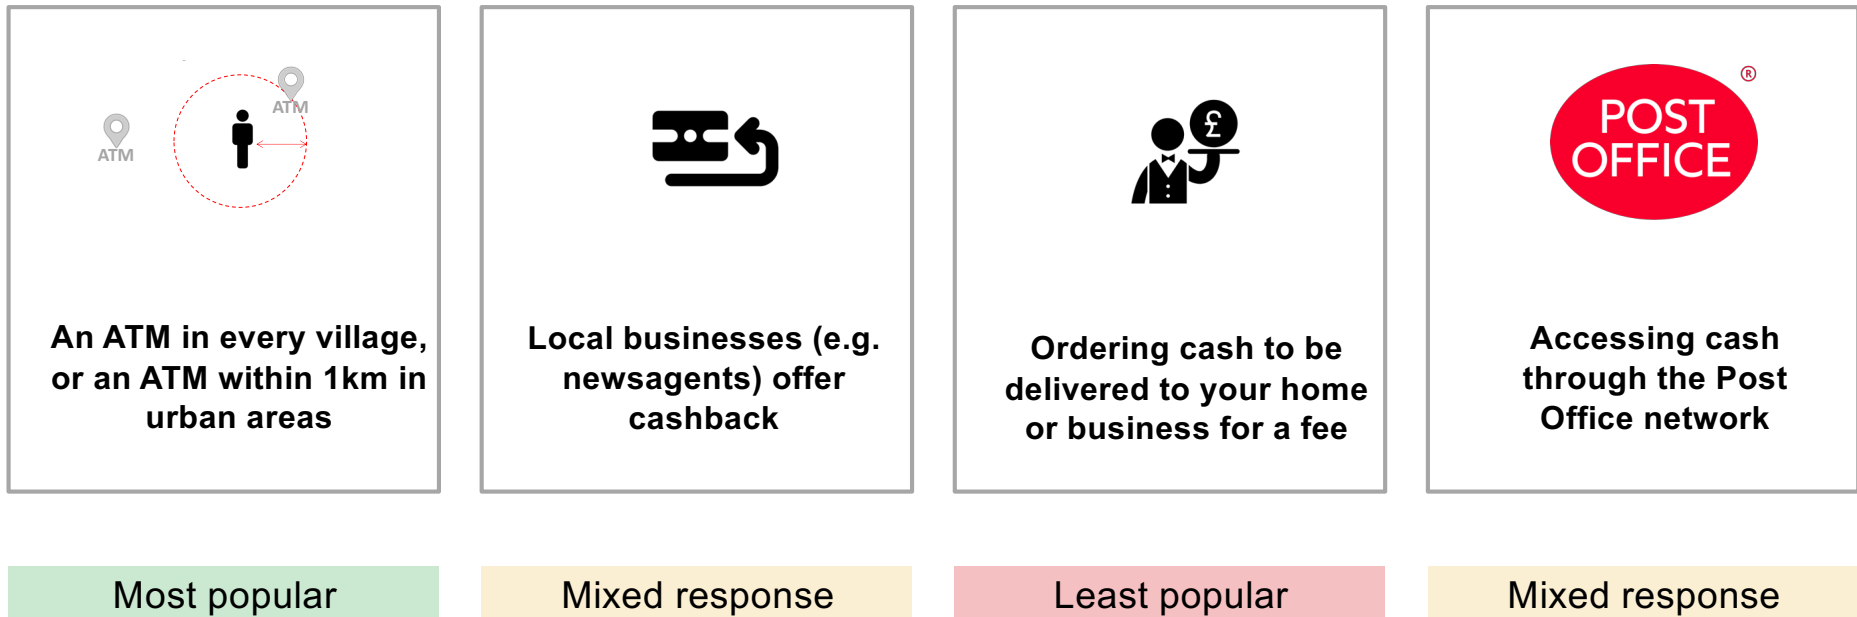 ATM
ATM
An ATM in every village,
or an ATM within 1km in
urban areas
Most popular
Local businesses (e.g.
newsagents) offer
cashback
Mixed response
£
Ordering cash to be
delivered to your home
or business for a fee
Least popular
POST
OFFICE
®
Accessing cash
through the Post
Office network
Mixed response